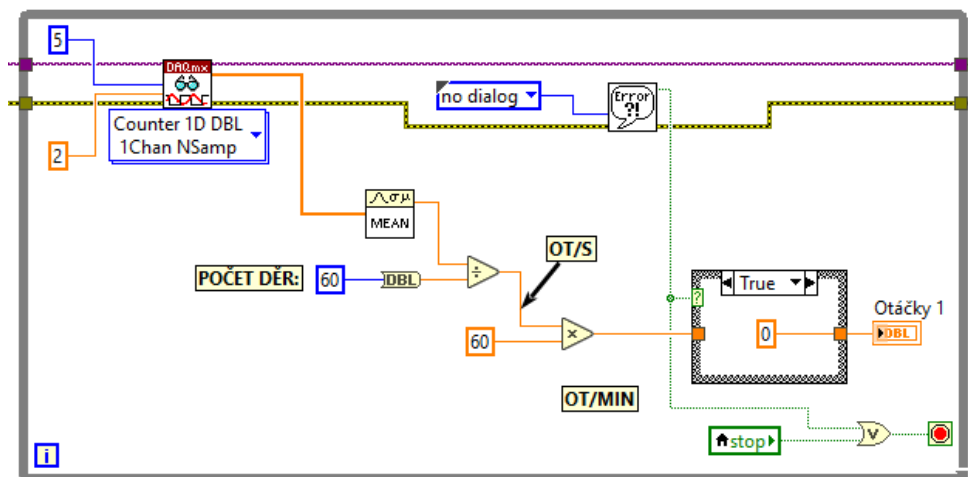 5
DAQmx
Counter 1D DBL
1Chan NSamp
2
no dialog
Error
?!
Λσμ
MEAN
POČET DĚR:
60
DBL
÷
OT/S
60
×
OT/MIN
True
?
0
Otáčky 1
DBL
stop
V
i